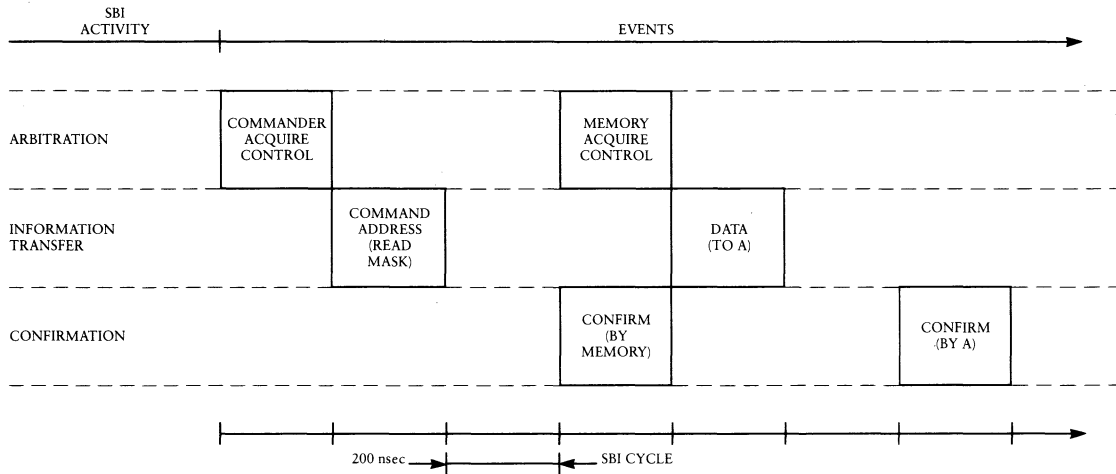 SBI
ACTIVITY
EVENTS
ARBITRATION
COMMANDER
ACQUIRE
CONTROL
MEMORY
ACQUIRE
CONTROL
INFORMATION
TRANSFER
COMMAND
ADDRESS
(READ
MASK)
DATA
(TO A)
CONFIRMATION
CONFIRM
(BY
MEMORY)
CONFIRM
(BY A)
200 nsec
SBI CYCLE